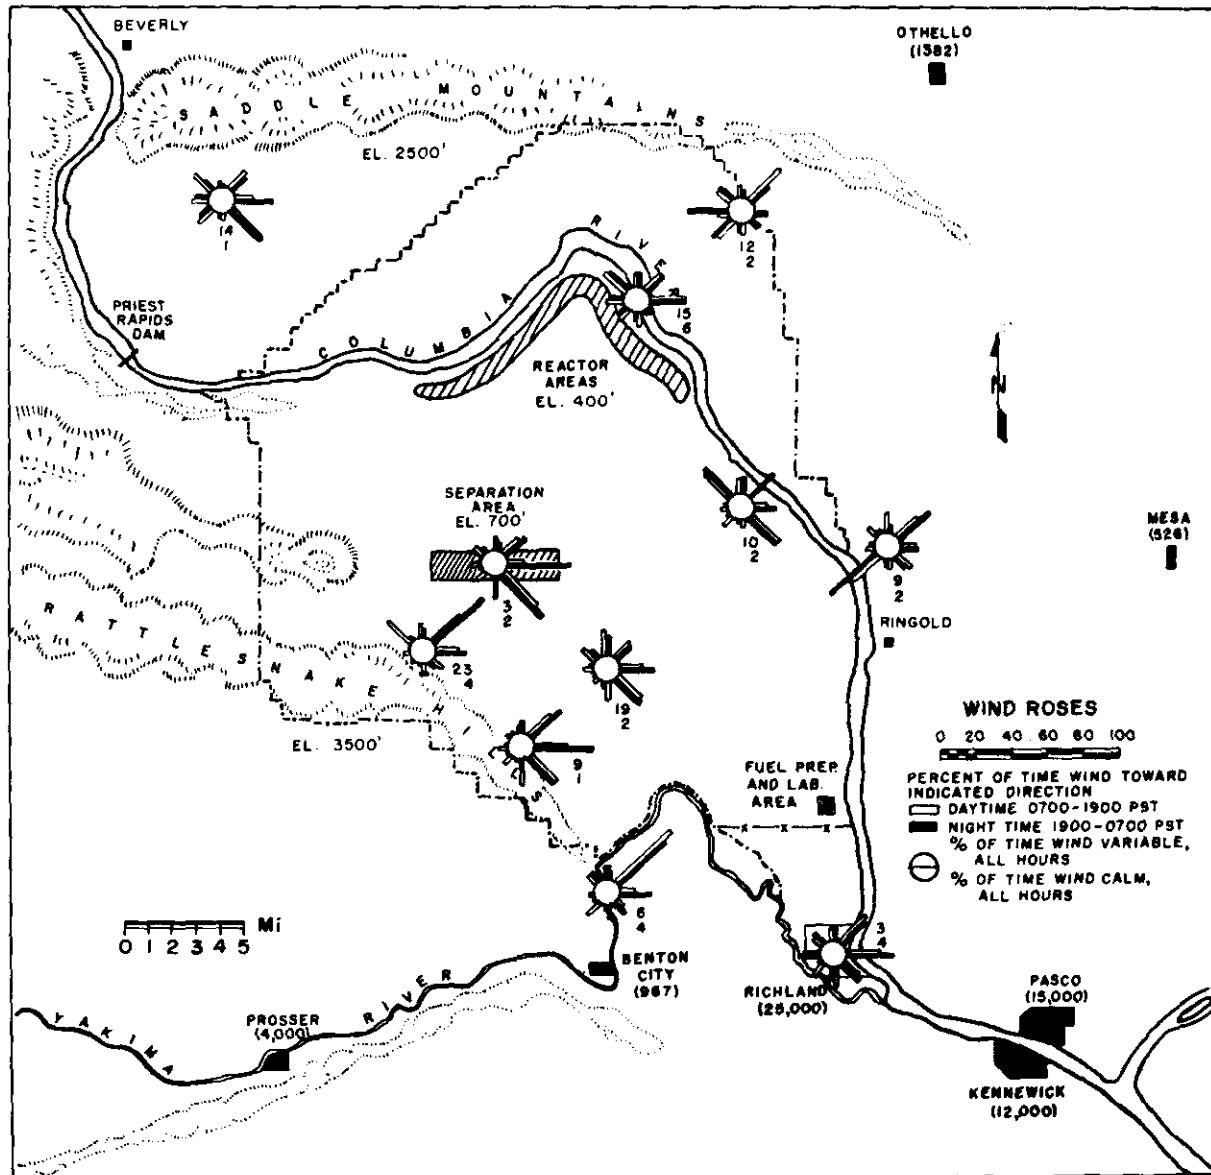 BEVERLY
OTHELLO
(1382)
SADDLE MOUNTAINS
EL. 2500'
14
1
12
2
RIVER
COLUMBIA
15
6
PRIEST
RAPIDS
DAM
REACTOR
AREAS
EL. 400'
N
SEPARATION
AREA
EL. 700'
10
2
MESA
(526)
9
2
3
2
RINGOLD
RATTLESNAKE HILLS
23
4
19
2
EL. 3500'
9
1
WIND ROSES
0 20 40 60 80 100
PERCENT OF TIME WIND TOWARD
INDICATED DIRECTION
DAYTIME 0700-1900 PST
NIGHT TIME 1900-0700 PST
% OF TIME WIND VARIABLE,
ALL HOURS
% OF TIME WIND CALM,
ALL HOURS
FUEL PREP.
AND LAB.
AREA
X X X
6
4
Mi
0 1 2 3 4 5
3
4
BENTON
CITY
(967)
RICHLAND
(25,000)
PASCO
(15,000)
YAKIMA RIVER
PROSSER
(4,000)
KENNEWICK
(12,000)